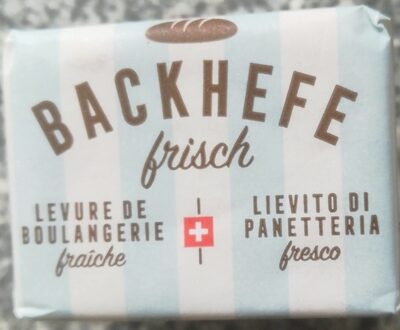 BACKHEFE
frisch
LEVURE DE
BOULANGERIE
fraîche
LIEVITO DI
PANETTERIA
fresco